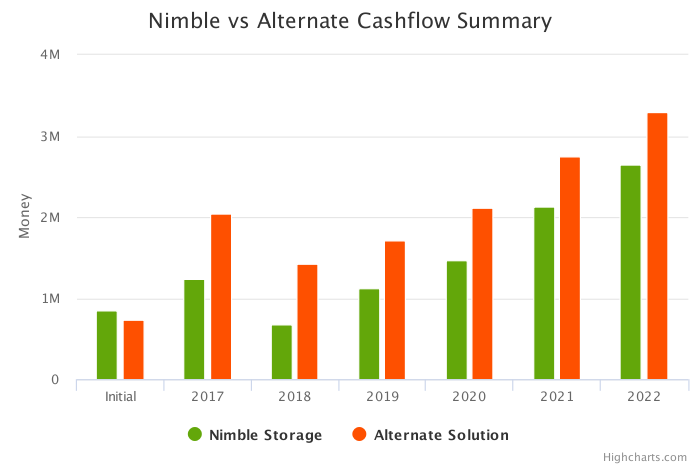 Nimble vs Alternate Cashflow Summary
Money
4M
3M
2M
1M
0
Initial 2017 2018 2019 2020 2021 2022
Nimble Storage Alternate Solution
Highcharts.com